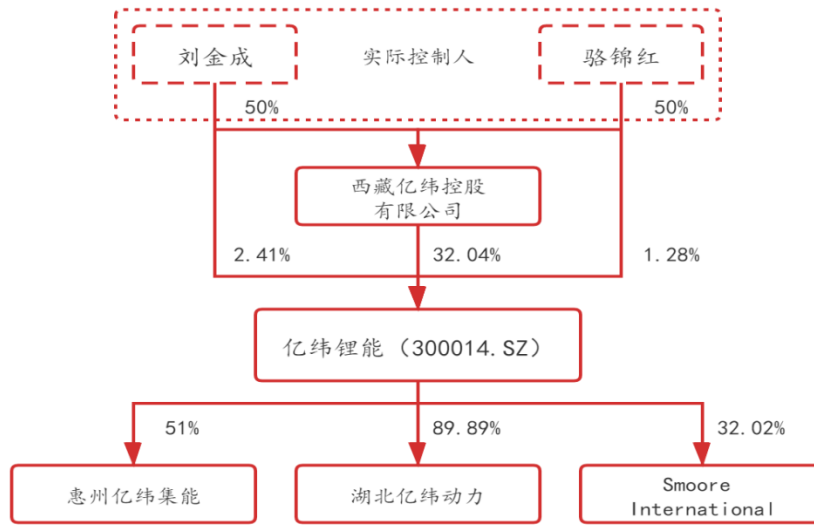 刘金成
实际控制人
骆锦红
50%
50%
西藏亿纬控股
有限公司
2.41%
32.04%
1.28%
亿纬锂能（300014.SZ）
51%
89.89%
32.02%
惠州亿纬集能
湖北亿纬动力
Smoore
International